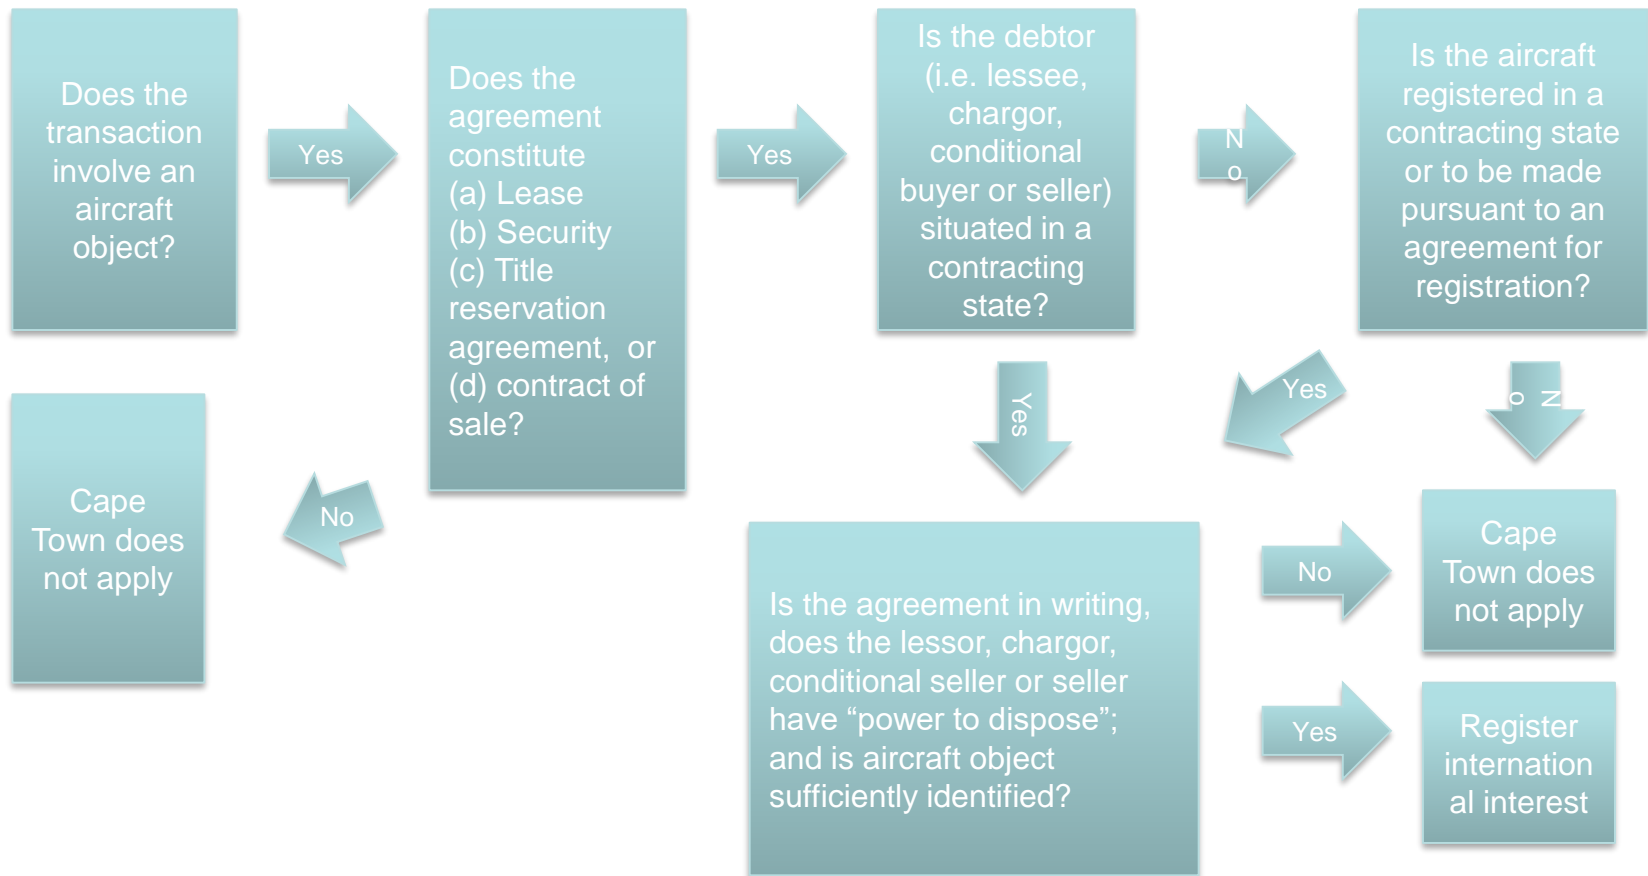 Does the
transaction
involve an
aircraft
object?
Yes
Does the
agreement
constitute
(a) Lease
(b) Security
(c) Title
reservation
agreement,  or
(d) contract of
sale?
Yes
Is the debtor
(i.e. lessee,
chargor,
conditional
buyer or seller)
situated in a
contracting
state?
N
o
Is the aircraft
registered in a
contracting state
or to be made
pursuant to an
agreement for
registration?
Yes
Yes
N
o
Cape
Town does
not apply
No
Is the agreement in writing,
does the lessor, chargor,
conditional seller or seller
have “power to dispose”;
and is aircraft object
sufficiently identified?
No
Cape
Town does
not apply
Yes
Register
internation
al interest